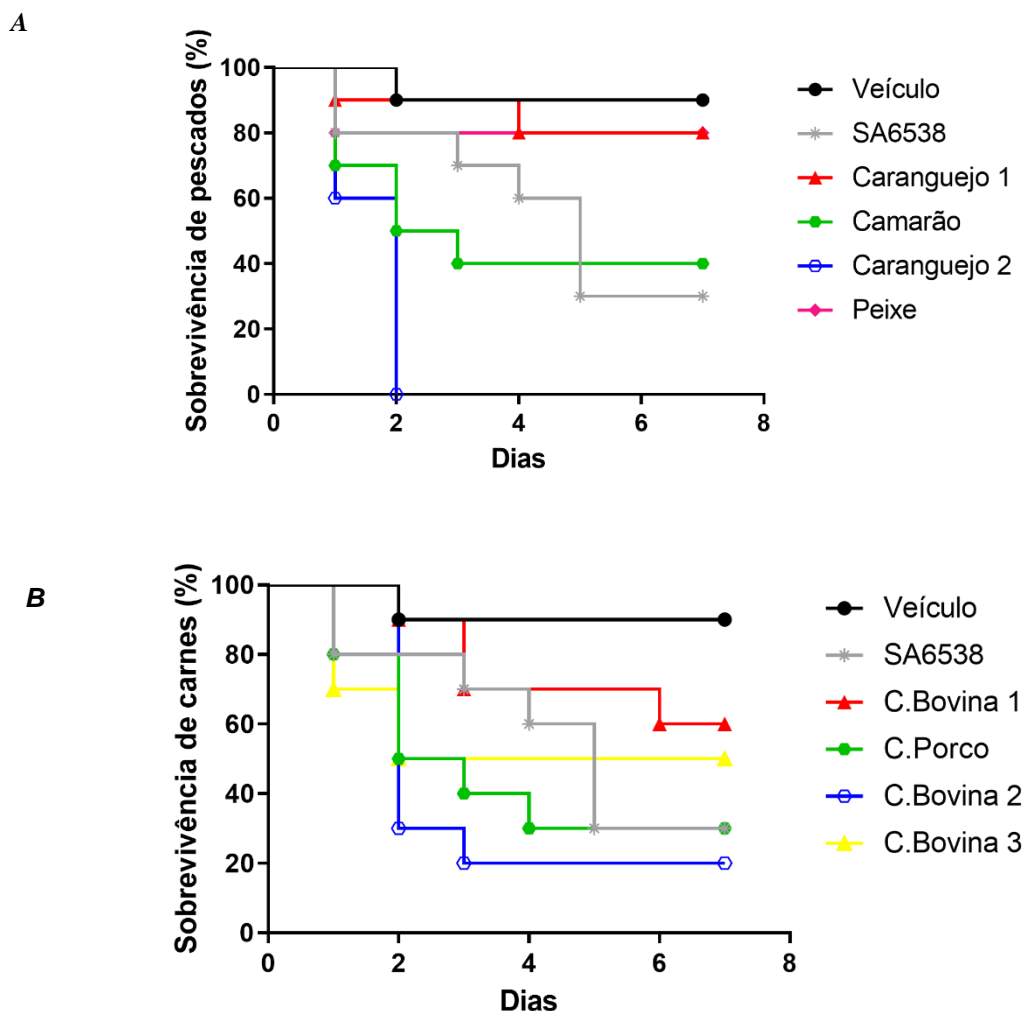 A
Sobrevivência de pescados (%)
100
80
60
40
20
0
0 2 4 6 8
Dias
Veículo
SA6538
Caranguejo 1
Camarão
Caranguejo 2
Peixe
B
Sobrevivência de carnes (%)
100
80
60
40
20
0
0 2 4 6 8
Dias
Veículo
SA6538
C.Bovina 1
C.Porco
C.Bovina 2
C.Bovina 3